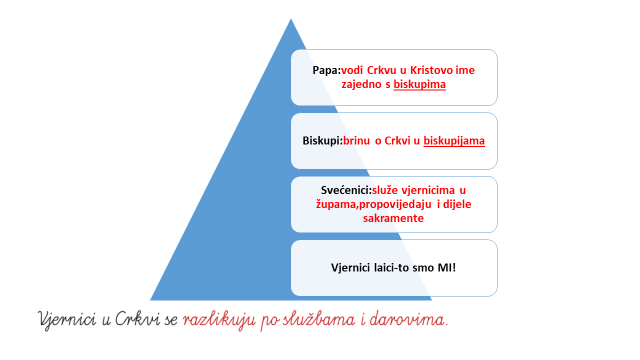 Papa:vodi Crkvu u Kristovo ime
zajedno s biskupima
Biskupi:brinu o Crkvi u biskupijama
Svećenici:služe vjernicima u
župama,propovijedaju i dijele
sakramente
Vjernici laici-to smo MI!
Vjernici u Crkvi se razlikuju po službama i darovima.